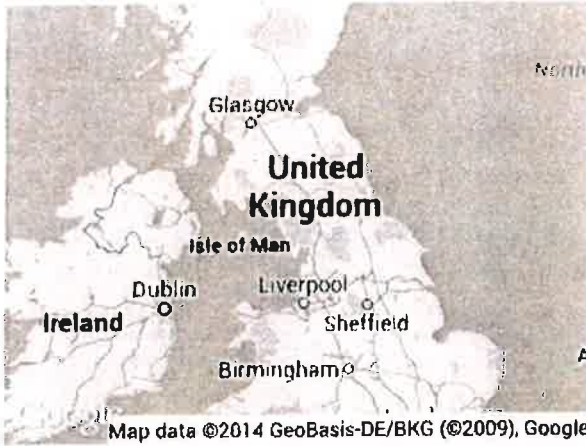 North
Glasgow
United
Kingdom
Isle of Man
Dublin
Liverpool
Ireland
Sheffield
Birmingham
A
Map data ©2014 GeoBasis-DE/BKG (©2009), Google